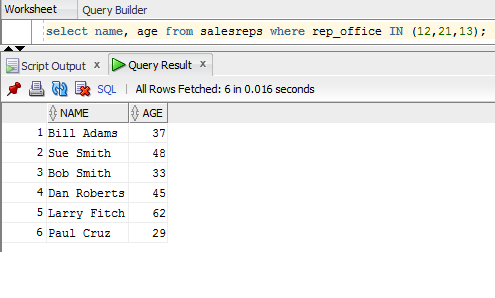 Worksheet Query Builder
select name, age from salesreps where rep_office IN (12,21,13);
Script Output x Query Result x
SQL | All Rows Fetched: 6 in 0.016 seconds
NAME AGE
1 Bill Adams 37
2 Sue Smith 48
3 Bob Smith 33
4 Dan Roberts 45
5 Larry Fitch 62
6 Paul Cruz 29